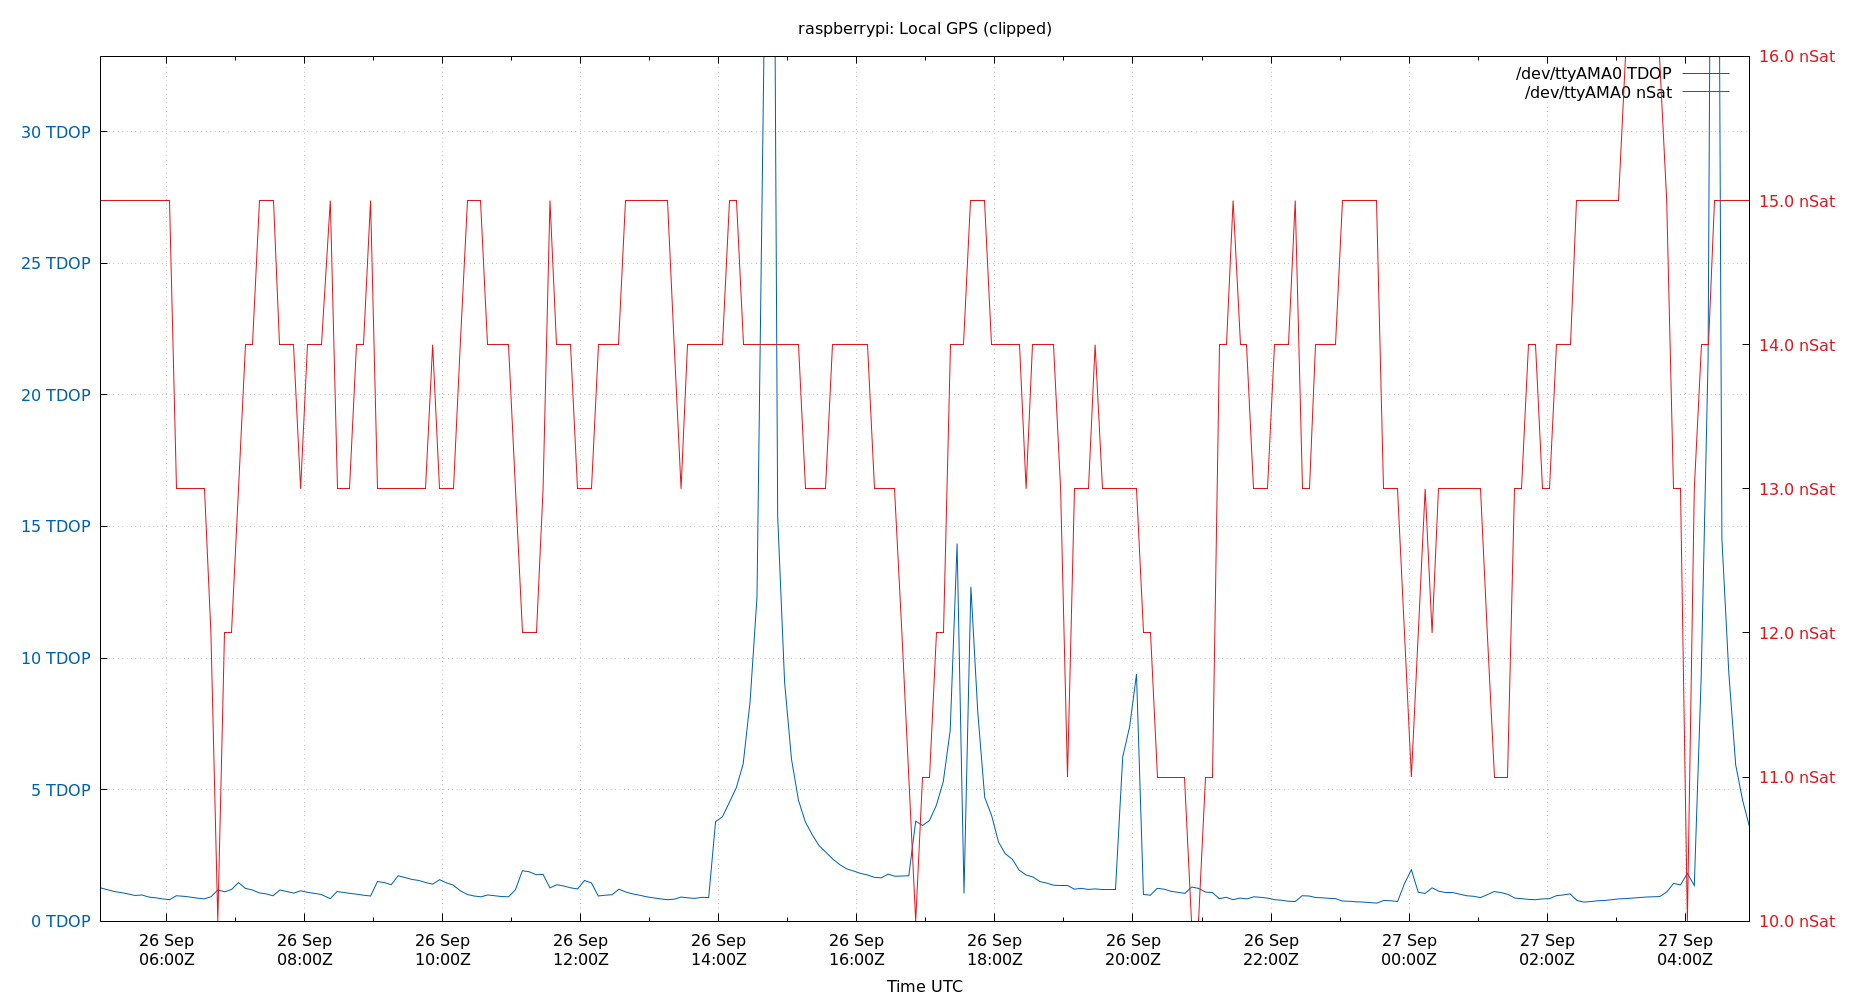 raspberrypi: Local GPS (clipped)
16.0 nSat
/dev/ttyAMA0 TDOP
/dev/ttyAMA0 nSat
30 TDOP
15.0 nSat
25 TDOP
14.0 nSat
20 TDOP
13.0 nSat
15 TDOP
12.0 nSat
10 TDOP
11.0 nSat
5 TDOP
0 TDOP
10.0 nSat
26 Sep 26 Sep 26 Sep 26 Sep 26 Sep 26 Sep 26 Sep 26 Sep 26 Sep 27 Sep 27 Sep 27 Sep
06:00Z 08:00Z 10:00Z 12:00Z 14:00Z 16:00Z 18:00Z 20:00Z 22:00Z 00:00Z 02:00Z 04:00Z
Time UTC